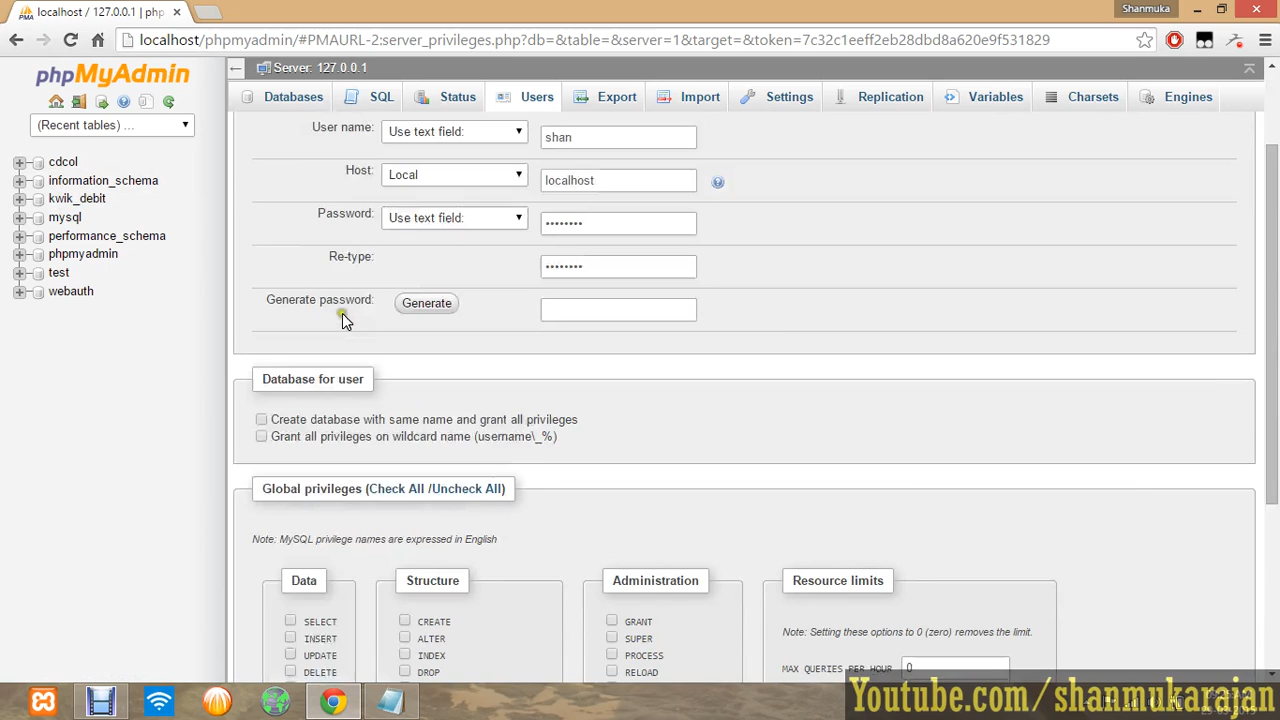 localhost / 127.0.0.1 | php
Shanmuka
localhost/phpmyadmin/#PMAURL-2:server_privileges.php?db=&table=&server=1&target=&token=7c32c1eeff2eb28dbd8a620e9f531829
phpMyAdmin
Server: 127.0.0.1
Databases SQL Status Users Export Import Settings Replication Variables Charsets Engines
(Recent tables) ...
cdcol
information_schema
kwik_debit
mysql
performance_schema
phpmyadmin
test
webauth
User name: Use text field: shan
Host: Local localhost
Password: Use text field: ••••••••
Re-type: ••••••••
Generate password: Generate
Database for user
Create database with same name and grant all privileges
Grant all privileges on wildcard name (username\_%)
Global privileges (Check All /Uncheck All)
Note: MySQL privilege names are expressed in English
Data Structure Administration Resource limits
SELECT CREATE GRANT
Note: Setting these options to 0 (zero) removes the limit.
INSERT ALTER SUPER
UPDATE INDEX PROCESS
MAX QUERIES PER HOUR 0
DELETE DROP RELOAD
Youtube.com/shanmukarajan